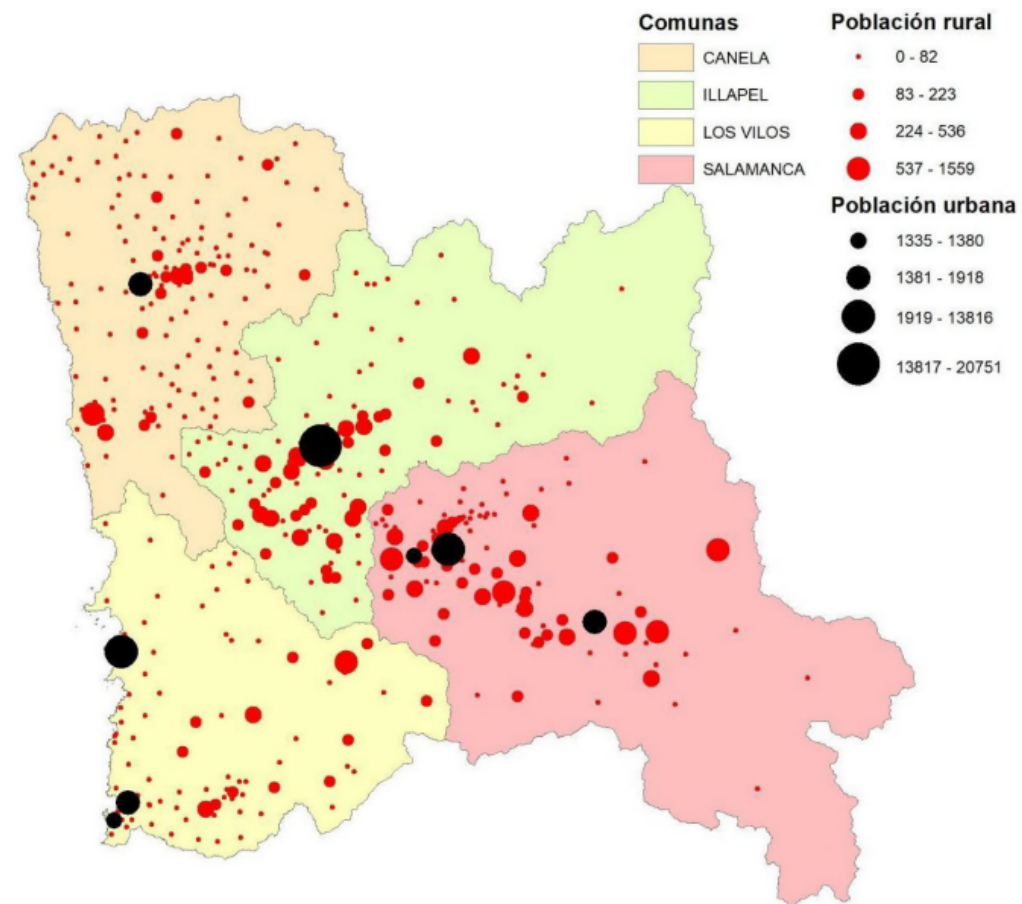 Comunas
CANELA
ILLAPEL
LOS VILOS
SALAMANCA
Población rural
0 - 82
83 - 223
224 - 536
537 - 1559
Población urbana
1335 - 1380
1381 - 1918
1919 - 13816
13817 - 20751